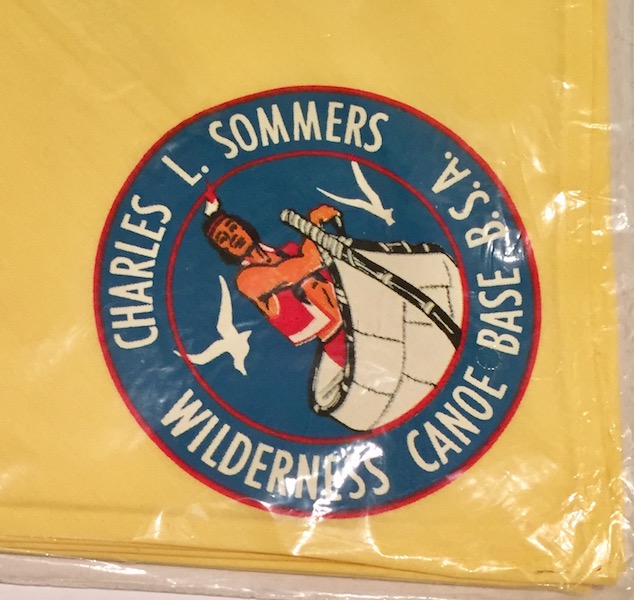 CHARLES L. SOMMERS
WILDERNESS CANOE BASE B.S.A.